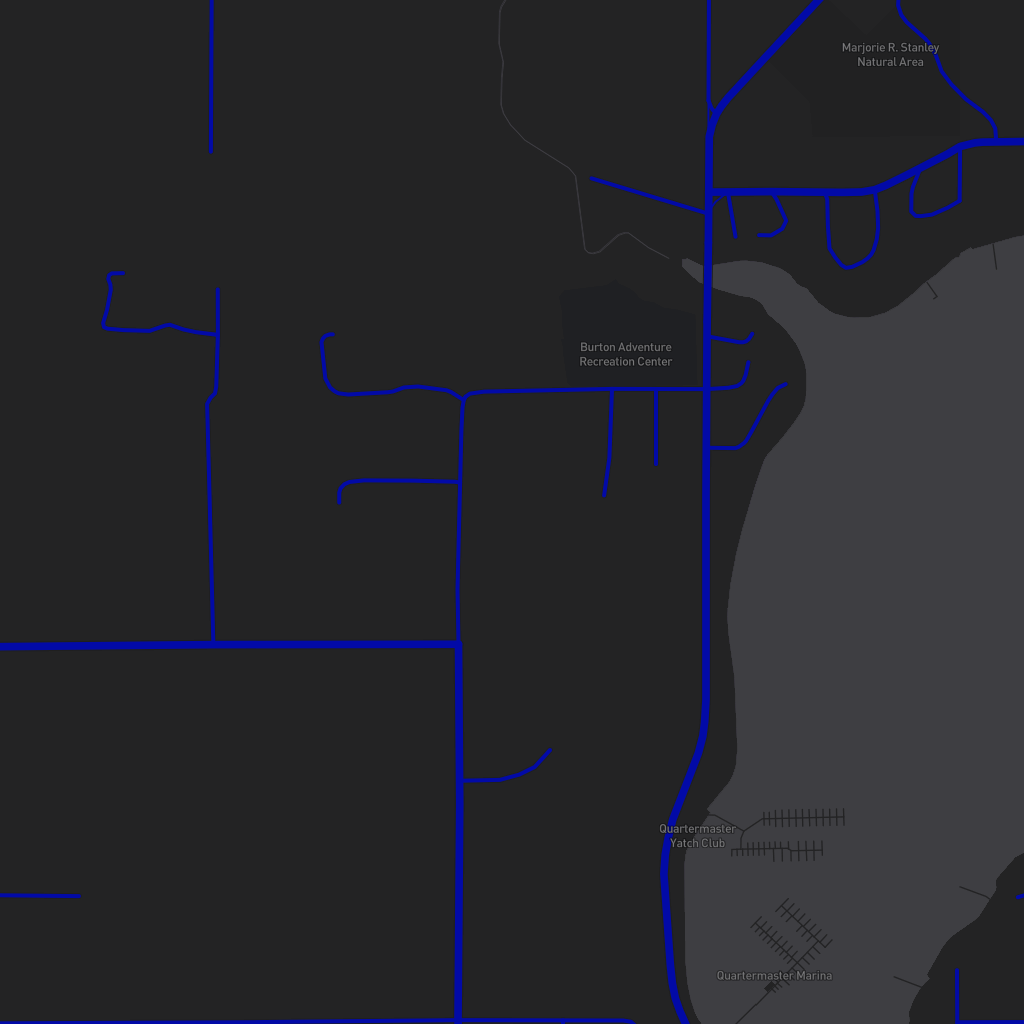 Marjorie R. Stanley
Natural Area
Burton Adventure
Recreation Center
Quartermaster
Yatch Club
Quartermaster Marina